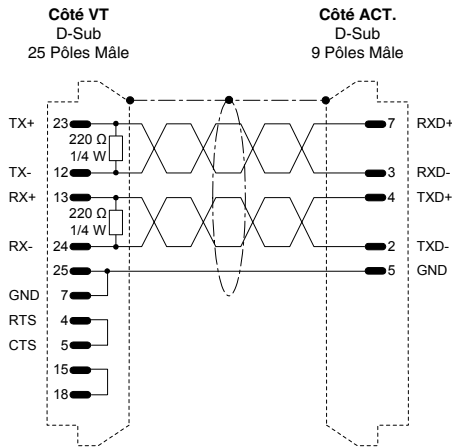 Côté VT
D-Sub
25 Pôles Mâle
Côté ACT.
D-Sub
9 Pôles Mâle
TX+ 23 7 RXD+
220 Ω
1/4 W
TX- 12 3 RXD-
RX+ 13 4 TXD+
220 Ω
1/4 W
RX- 24 2 TXD-
25 5 GND
GND 7
RTS 4
CTS 5
15
18